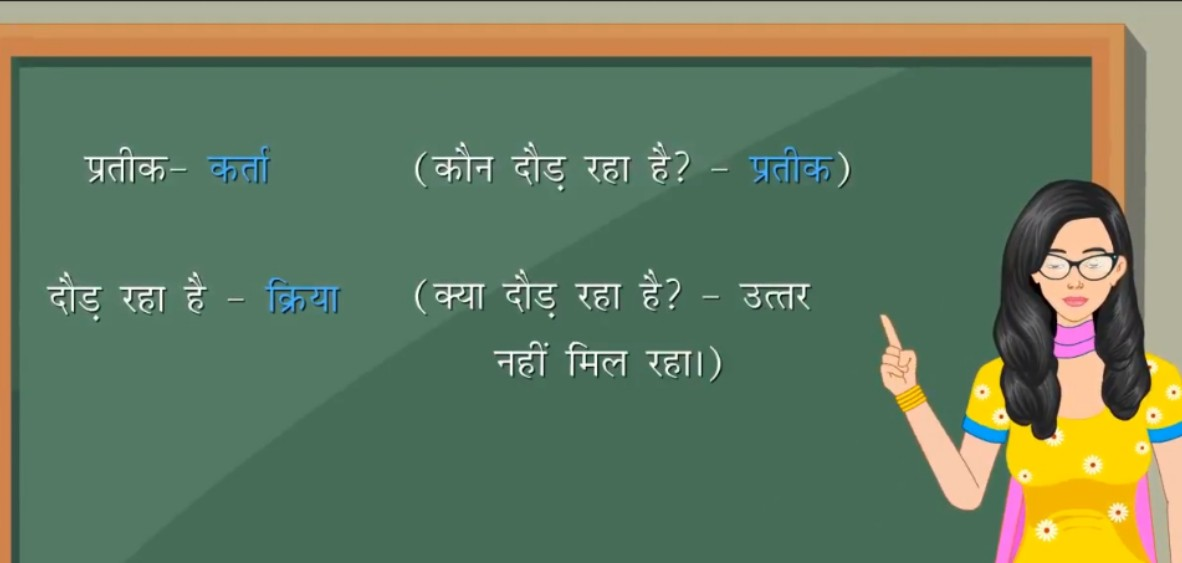 प्रतीक- कर्ता (कौन दौड़ रहा है? - प्रतीक)
दौड़ रहा है - क्रिया (क्या दौड़ रहा है? - उत्तर
नहीं मिल रहा।)